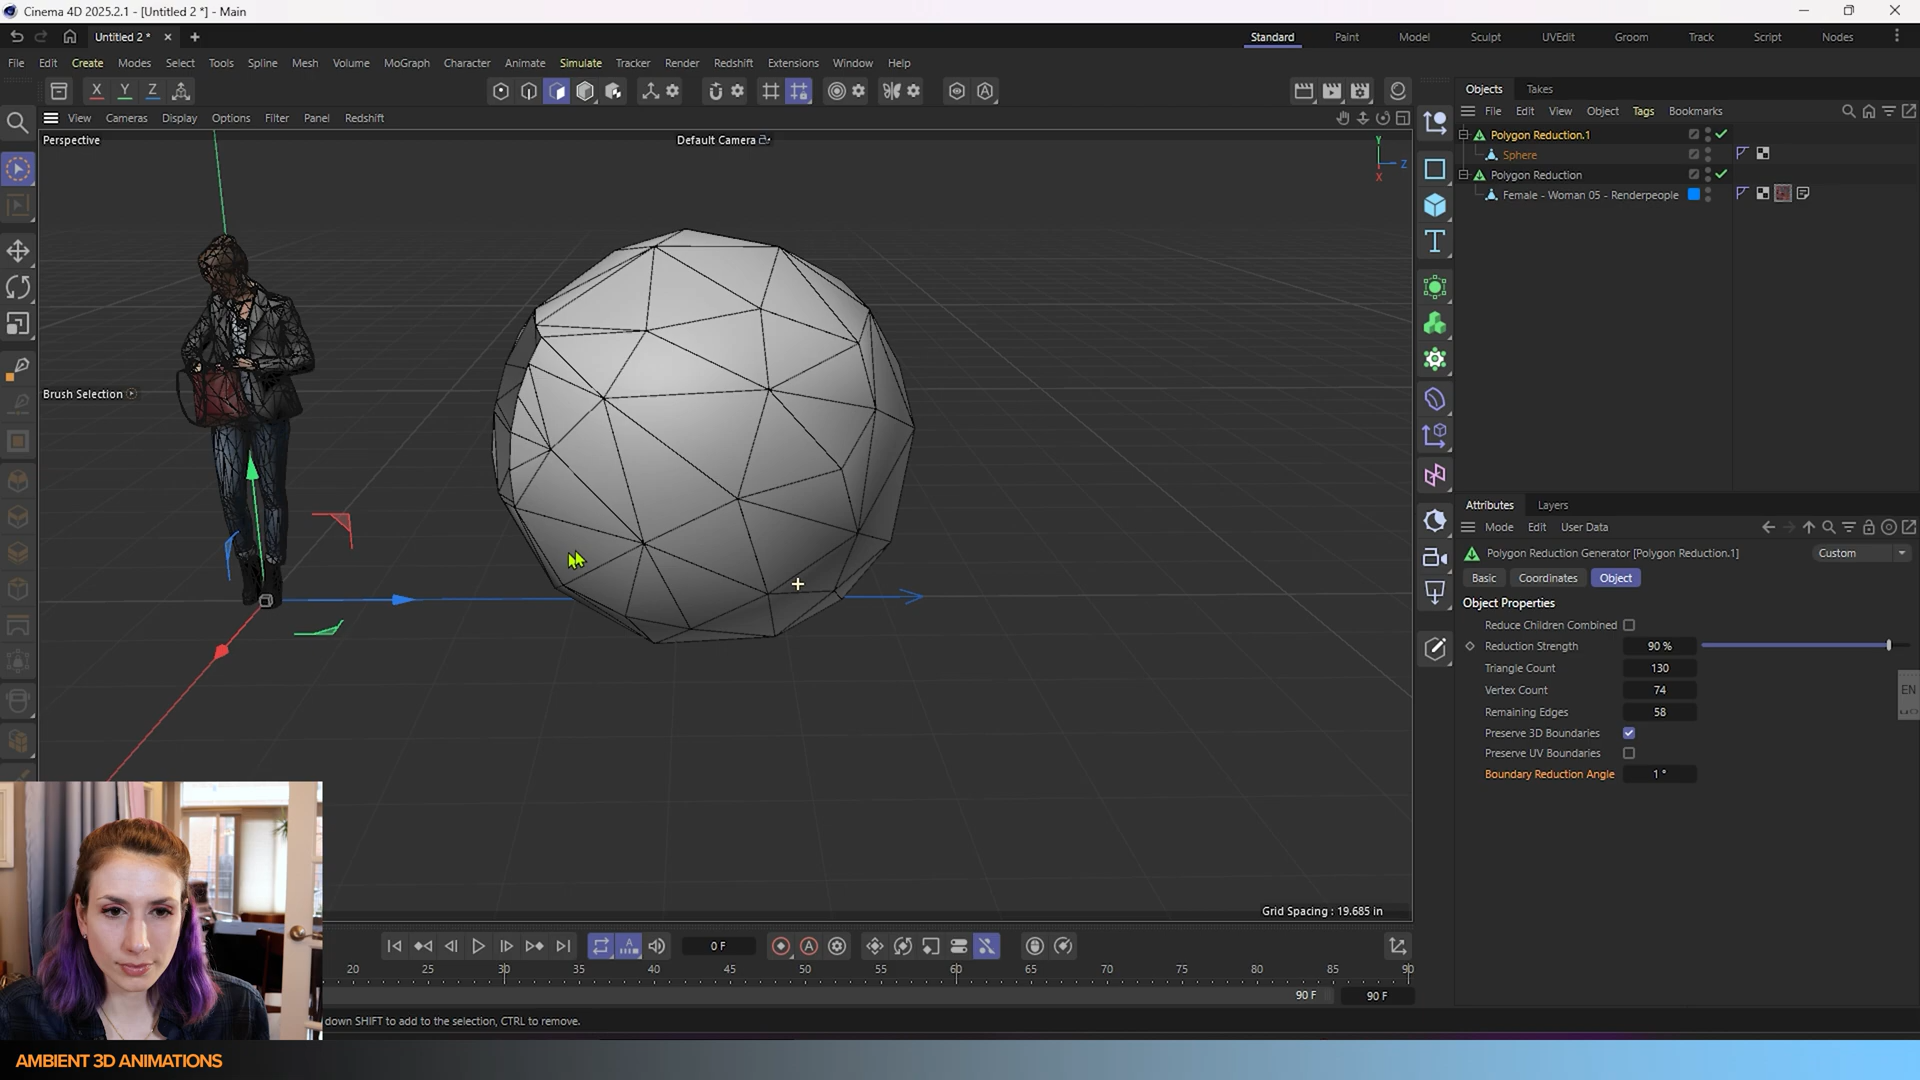 Cinema 4D 2025.2.1 - [Untitled 2 *] - Main
Untitled 2 *
Standard Paint Model Sculpt UVEdit Groom Track Script Nodes
File Edit Create Modes Select Tools Spline Mesh Volume MoGraph Character Animate Simulate Tracker Render Redshift Extensions Window Help
X Y Z
Objects Takes
View Cameras Display Options Filter Panel Redshift
File Edit View Object Tags Bookmarks
Perspective
Default Camera
Y
Z
X
Polygon Reduction.1
Sphere
Polygon Reduction
Female - Woman 05 - Renderpeople
Brush Selection
Attributes Layers
Mode Edit User Data
Polygon Reduction Generator [Polygon Reduction.1]
Custom
Basic Coordinates Object
Object Properties
Reduce Children Combined
Reduction Strength 90 %
Triangle Count 130
Vertex Count 74
Remaining Edges 58
Preserve 3D Boundaries
Preserve UV Boundaries
Boundary Reduction Angle 1 °
EN
Grid Spacing : 19.685 in
0 F
20 25 30 35 40 45 50 55 60 65 70 75 80 85 90
90 F 90 F
down SHIFT to add to the selection, CTRL to remove.
AMBIENT 3D ANIMATIONS